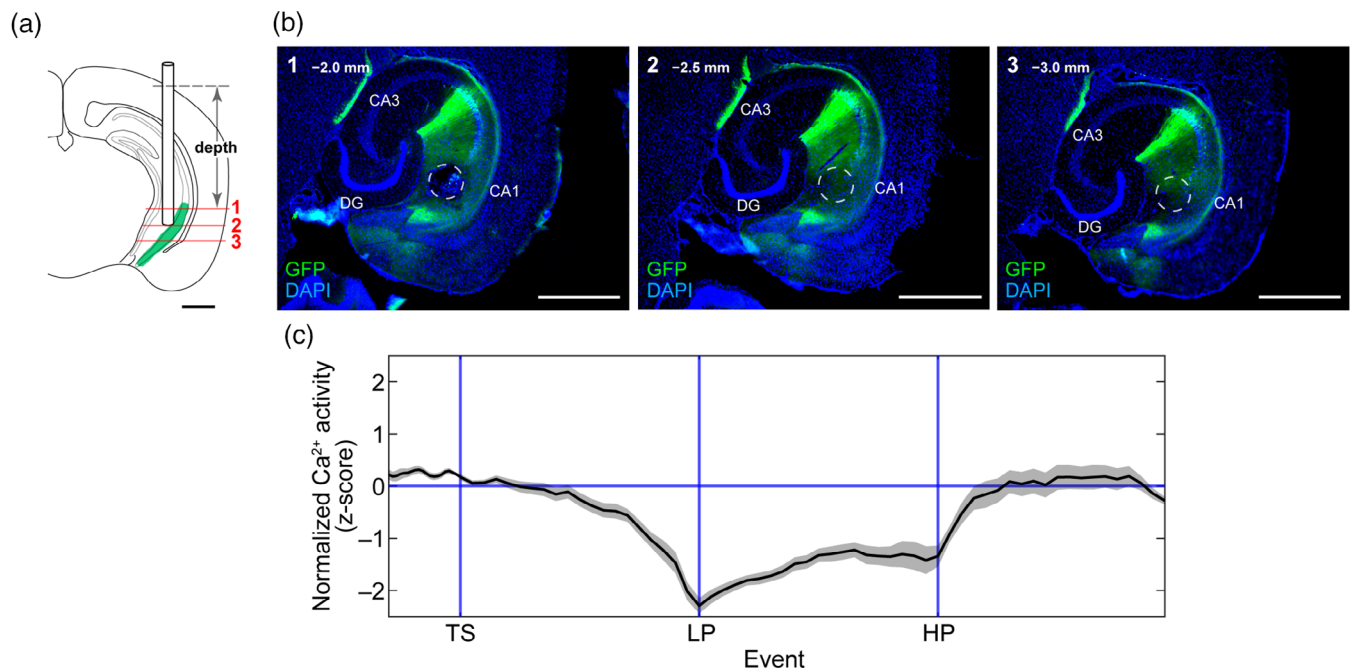 (a)
depth
1
2
3
(b)
1 −2.0 mm
CA3
CA1
DG
GFP
DAPI
2 −2.5 mm
CA3
CA1
DG
GFP
DAPI
3 −3.0 mm
CA3
CA1
DG
GFP
DAPI
(c)
Normalized Ca²⁺ activity
(z-score)
2
1
0
−1
−2
TS LP HP
Event